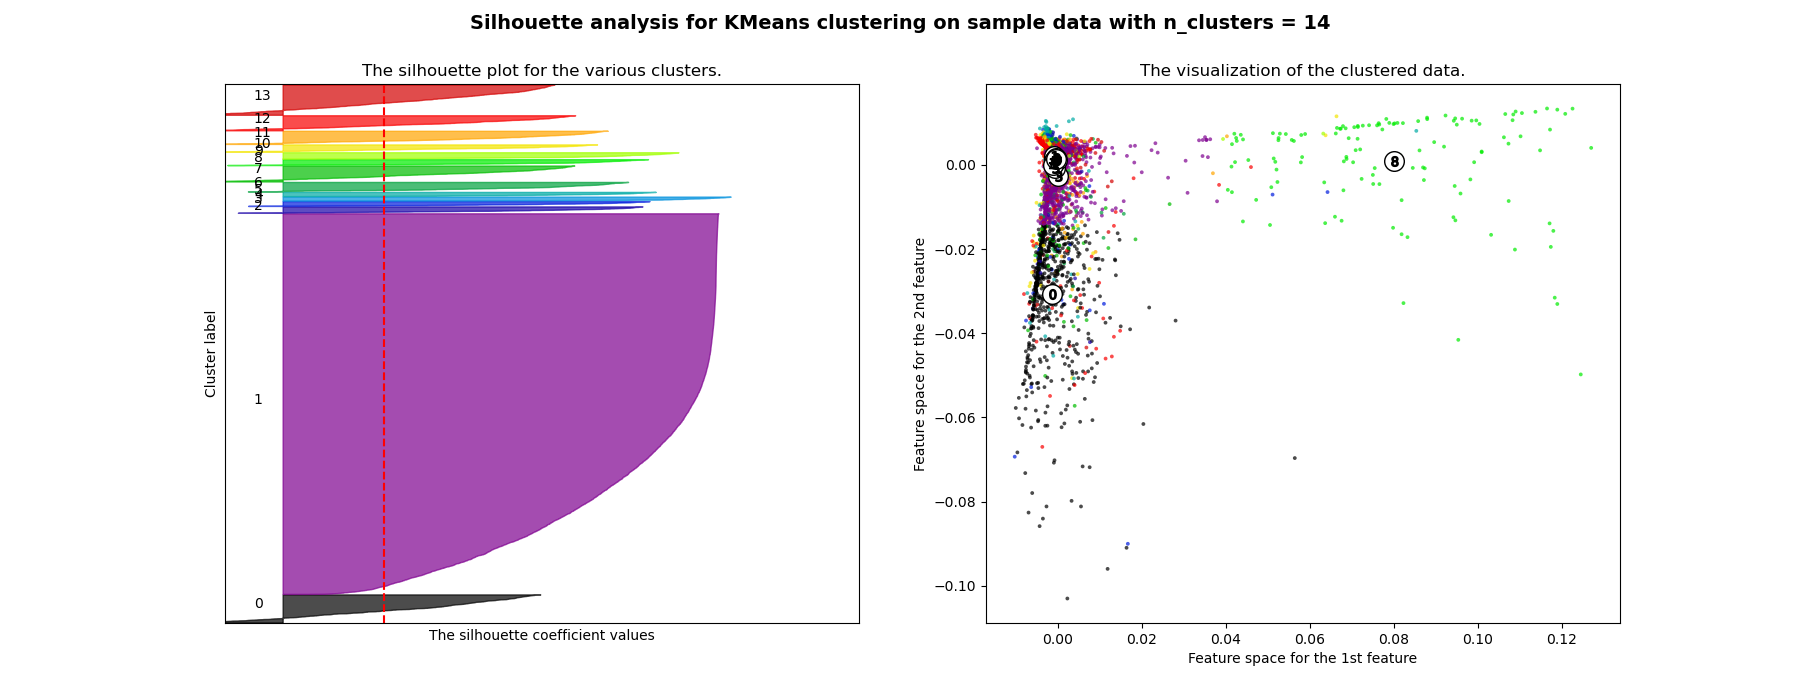 Silhouette analysis for KMeans clustering on sample data with n_clusters = 14
The silhouette plot for the various clusters.
13
12
11
10
9
8
7
6
2
1
0
Cluster label
The silhouette coefficient values
The visualization of the clustered data.
0.00
−0.02
−0.04
−0.06
−0.08
−0.10
Feature space for the 2nd feature
8
3
0
0.00 0.02 0.04 0.06 0.08 0.10 0.12
Feature space for the 1st feature